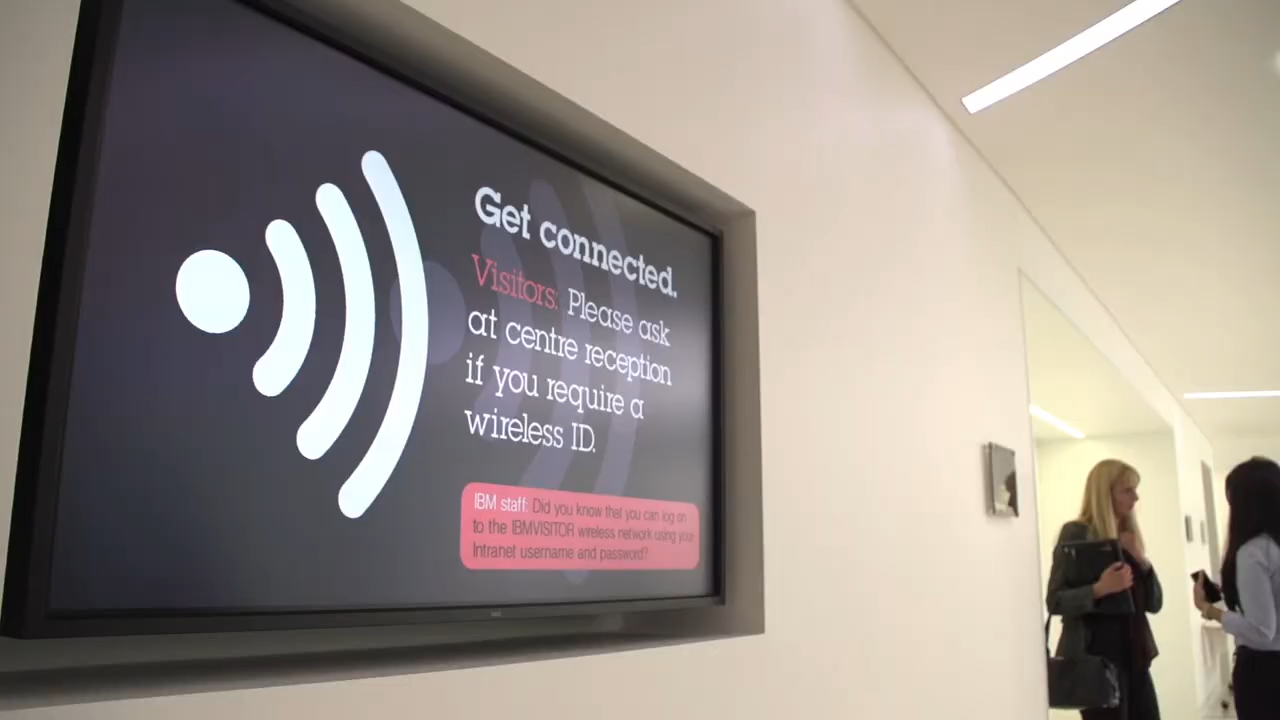 Get connected.
Visitors: Please ask
at centre reception
if you require a
wireless ID.
IBM staff: Did you know that you can log on
to the IBMVISITOR wireless network using your
Intranet username and password?